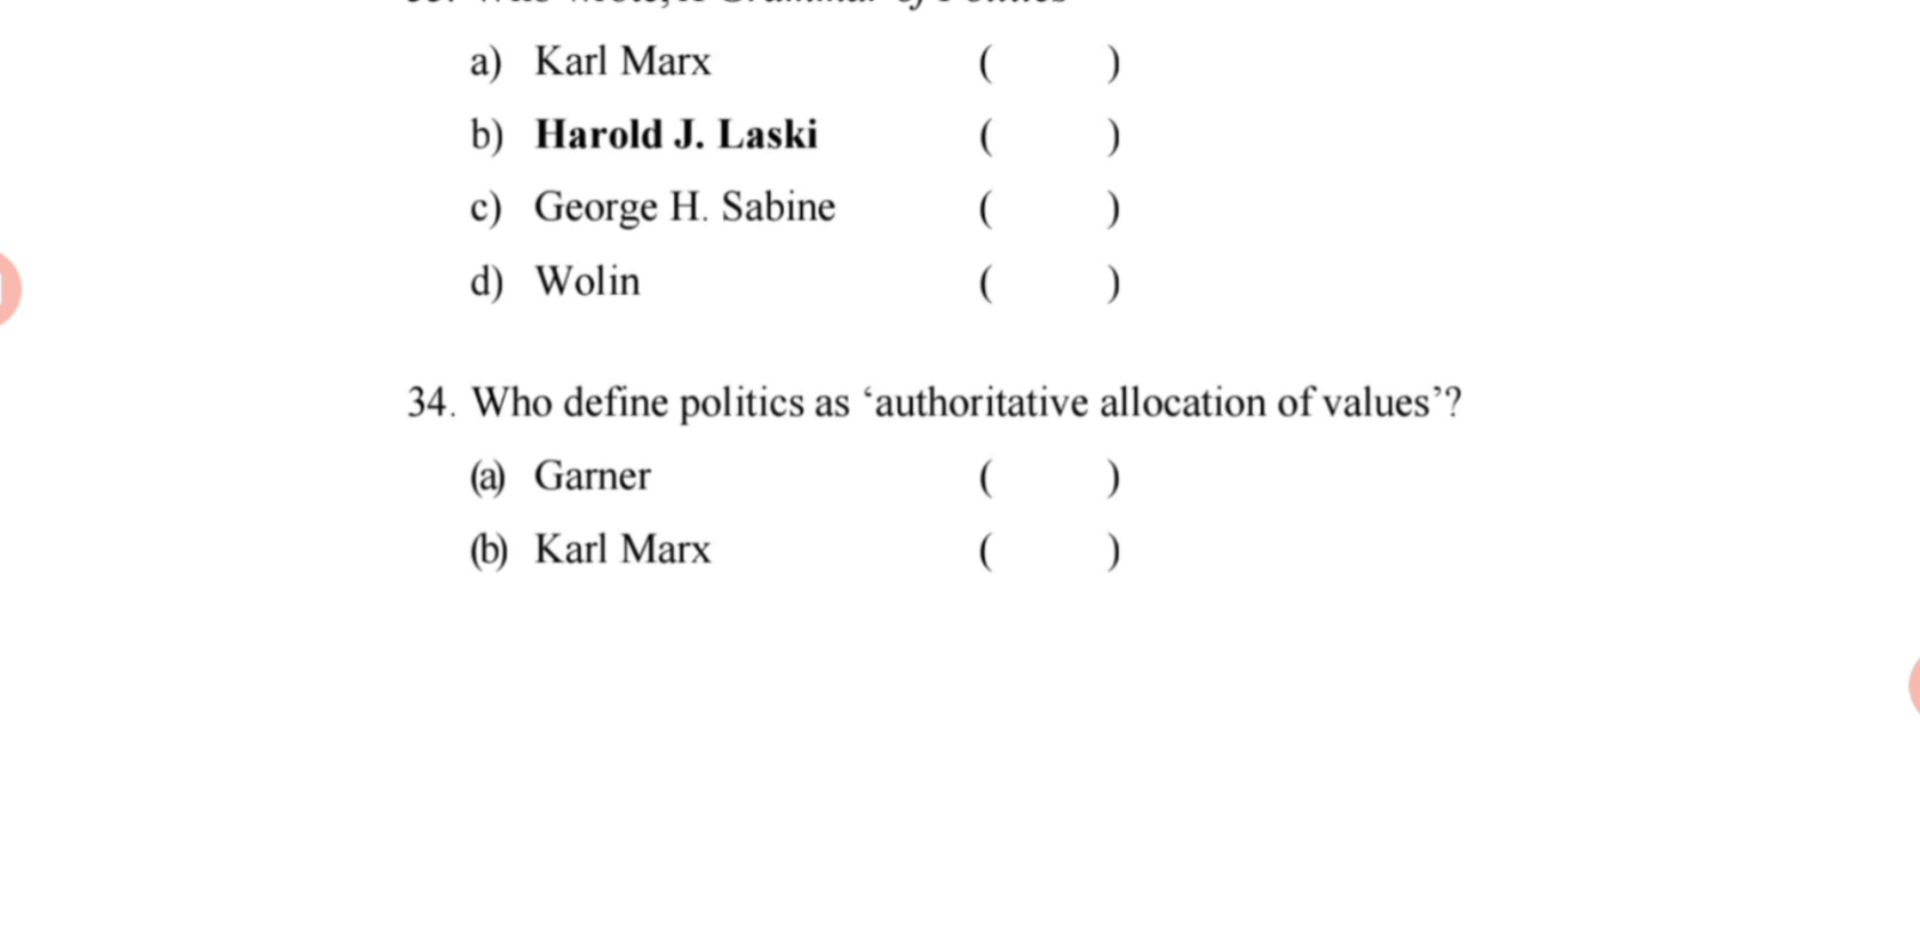 a) Karl Marx ( )
b) Harold J. Laski ( )
c) George H. Sabine ( )
d) Wolin ( )
34. Who define politics as ‘authoritative allocation of values’?
(a) Garner ( )
(b) Karl Marx ( )